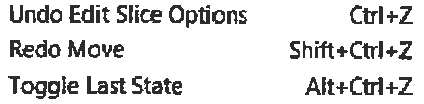 Undo Edit Slice Options Ctrl+Z
Redo Move Shift+Ctrl+Z
Toggle Last State Alt+Ctrl+Z